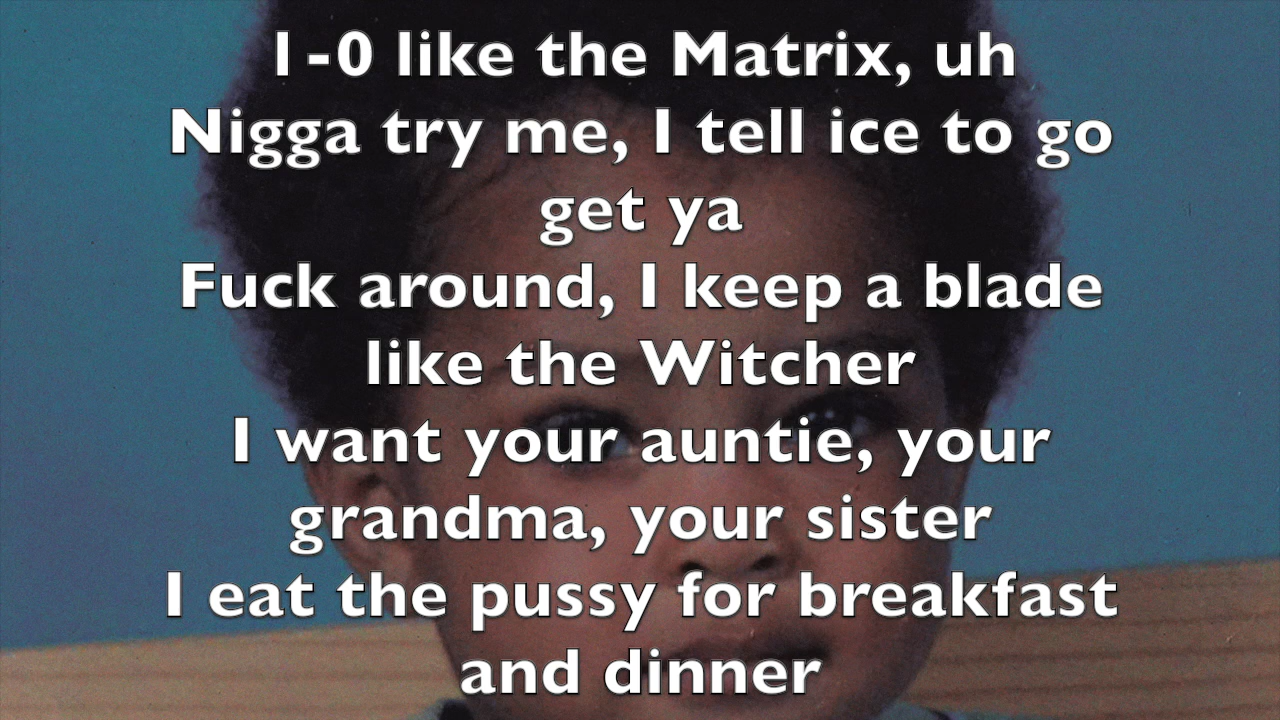 1-0 like the Matrix, uh
Nigga try me, I tell ice to go
get ya
Fuck around, I keep a blade
like the Witcher
I want your auntie, your
grandma, your sister
I eat the pussy for breakfast
and dinner